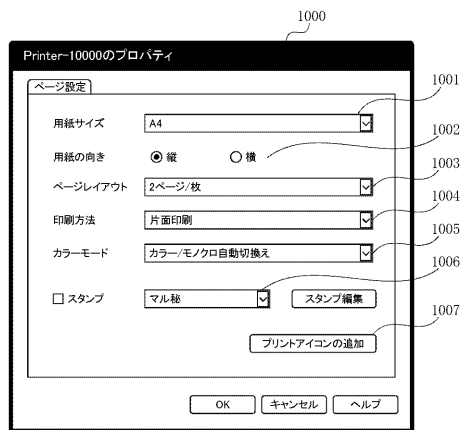 1000
Printer-10000のプロパティ
ページ設定
1001
用紙サイズ A4
用紙の向き 縦 横
1002
ページレイアウト 2ページ/枚
1003
印刷方法 片面印刷
1004
カラーモード カラー/モノクロ自動切換え
1005
スタンプ マル秘 スタンプ編集
1006
プリントアイコンの追加
1007
OK キャンセル ヘルプ